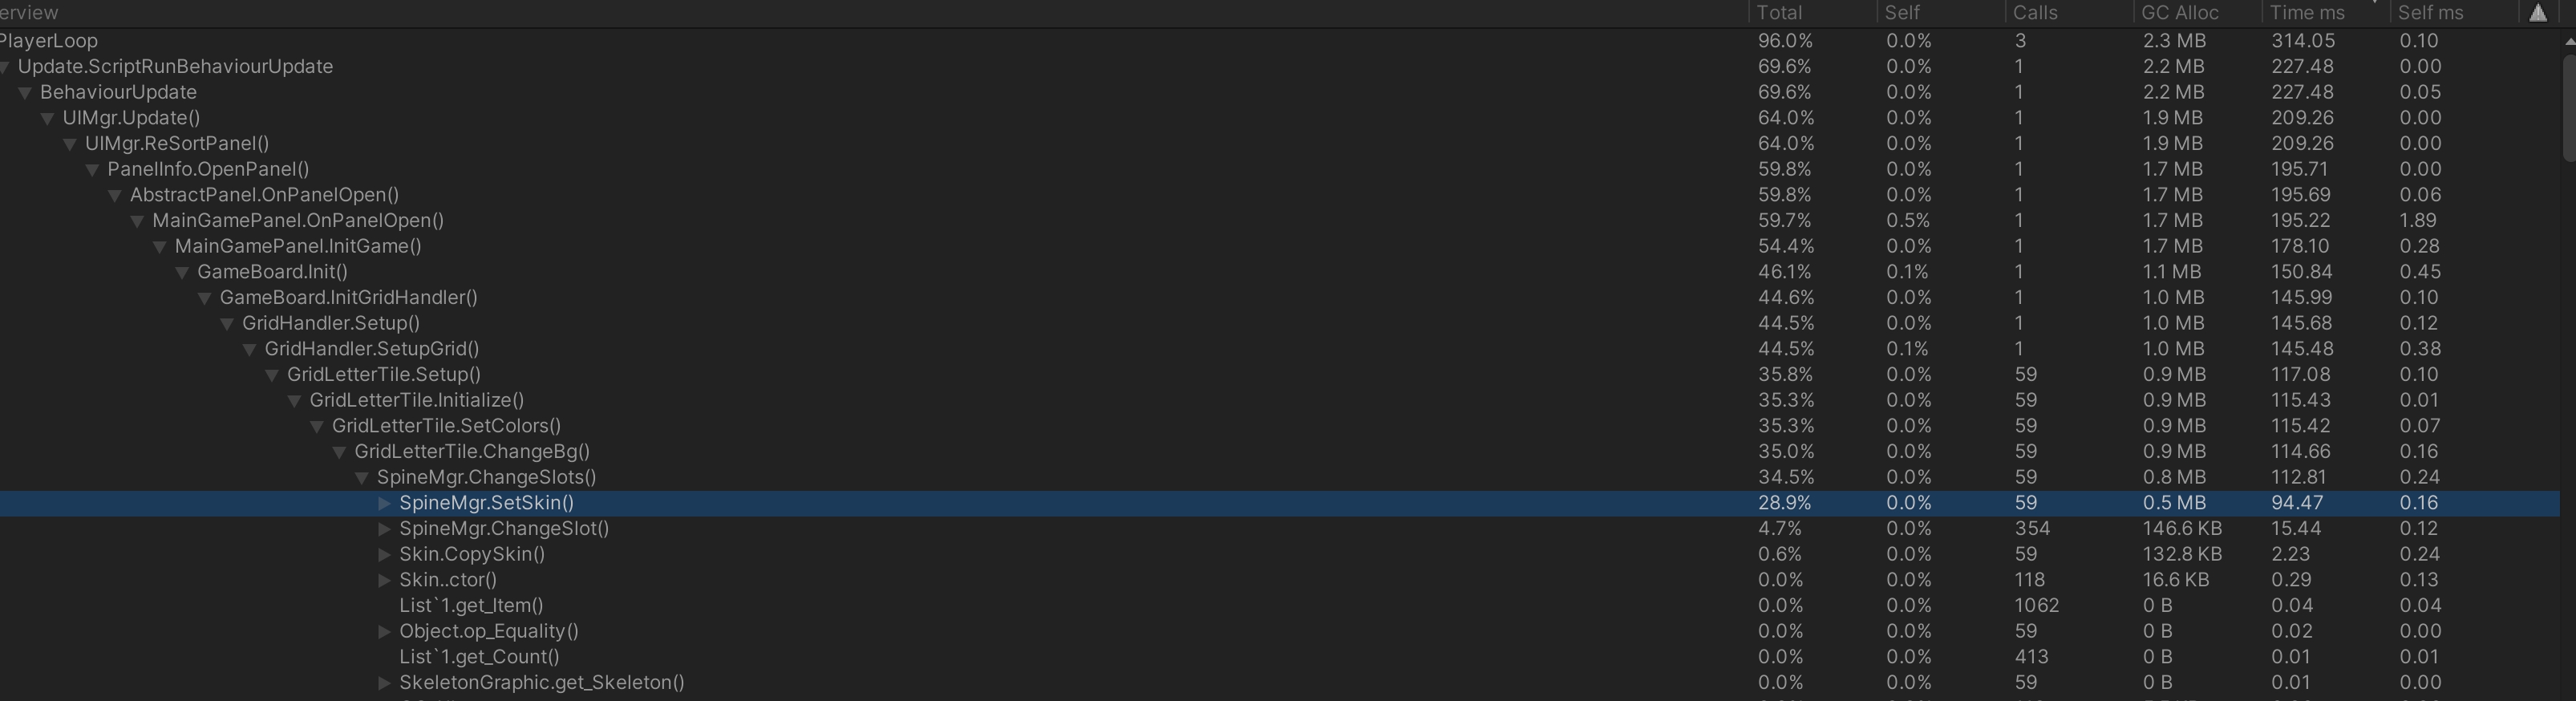 erview Total Self Calls GC Alloc Time ms Self ms
PlayerLoop 96.0% 0.0% 3 2.3 MB 314.05 0.10
Update.ScriptRunBehaviourUpdate 69.6% 0.0% 1 2.2 MB 227.48 0.00
BehaviourUpdate 69.6% 0.0% 1 2.2 MB 227.48 0.05
UIMgr.Update() 64.0% 0.0% 1 1.9 MB 209.26 0.00
UIMgr.ReSortPanel() 64.0% 0.0% 1 1.9 MB 209.26 0.00
PanelInfo.OpenPanel() 59.8% 0.0% 1 1.7 MB 195.71 0.00
AbstractPanel.OnPanelOpen() 59.8% 0.0% 1 1.7 MB 195.69 0.06
MainGamePanel.OnPanelOpen() 59.7% 0.5% 1 1.7 MB 195.22 1.89
MainGamePanel.InitGame() 54.4% 0.0% 1 1.7 MB 178.10 0.28
GameBoard.Init() 46.1% 0.1% 1 1.1 MB 150.84 0.45
GameBoard.InitGridHandler() 44.6% 0.0% 1 1.0 MB 145.99 0.10
GridHandler.Setup() 44.5% 0.0% 1 1.0 MB 145.68 0.12
GridHandler.SetupGrid() 44.5% 0.1% 1 1.0 MB 145.48 0.38
GridLetterTile.Setup() 35.8% 0.0% 59 0.9 MB 117.08 0.10
GridLetterTile.Initialize() 35.3% 0.0% 59 0.9 MB 115.43 0.01
GridLetterTile.SetColors() 35.3% 0.0% 59 0.9 MB 115.42 0.07
GridLetterTile.ChangeBg() 35.0% 0.0% 59 0.9 MB 114.66 0.16
SpineMgr.ChangeSlots() 34.5% 0.0% 59 0.8 MB 112.81 0.24
SpineMgr.SetSkin() 28.9% 0.0% 59 0.5 MB 94.47 0.16
SpineMgr.ChangeSlot() 4.7% 0.0% 354 146.6 KB 15.44 0.12
Skin.CopySkin() 0.6% 0.0% 59 132.8 KB 2.23 0.24
Skin..ctor() 0.0% 0.0% 118 16.6 KB 0.29 0.13
List`1.get_Item() 0.0% 0.0% 1062 0 B 0.04 0.04
Object.op_Equality() 0.0% 0.0% 59 0 B 0.02 0.00
List`1.get_Count() 0.0% 0.0% 413 0 B 0.01 0.01
SkeletonGraphic.get_Skeleton() 0.0% 0.0% 59 0 B 0.01 0.00